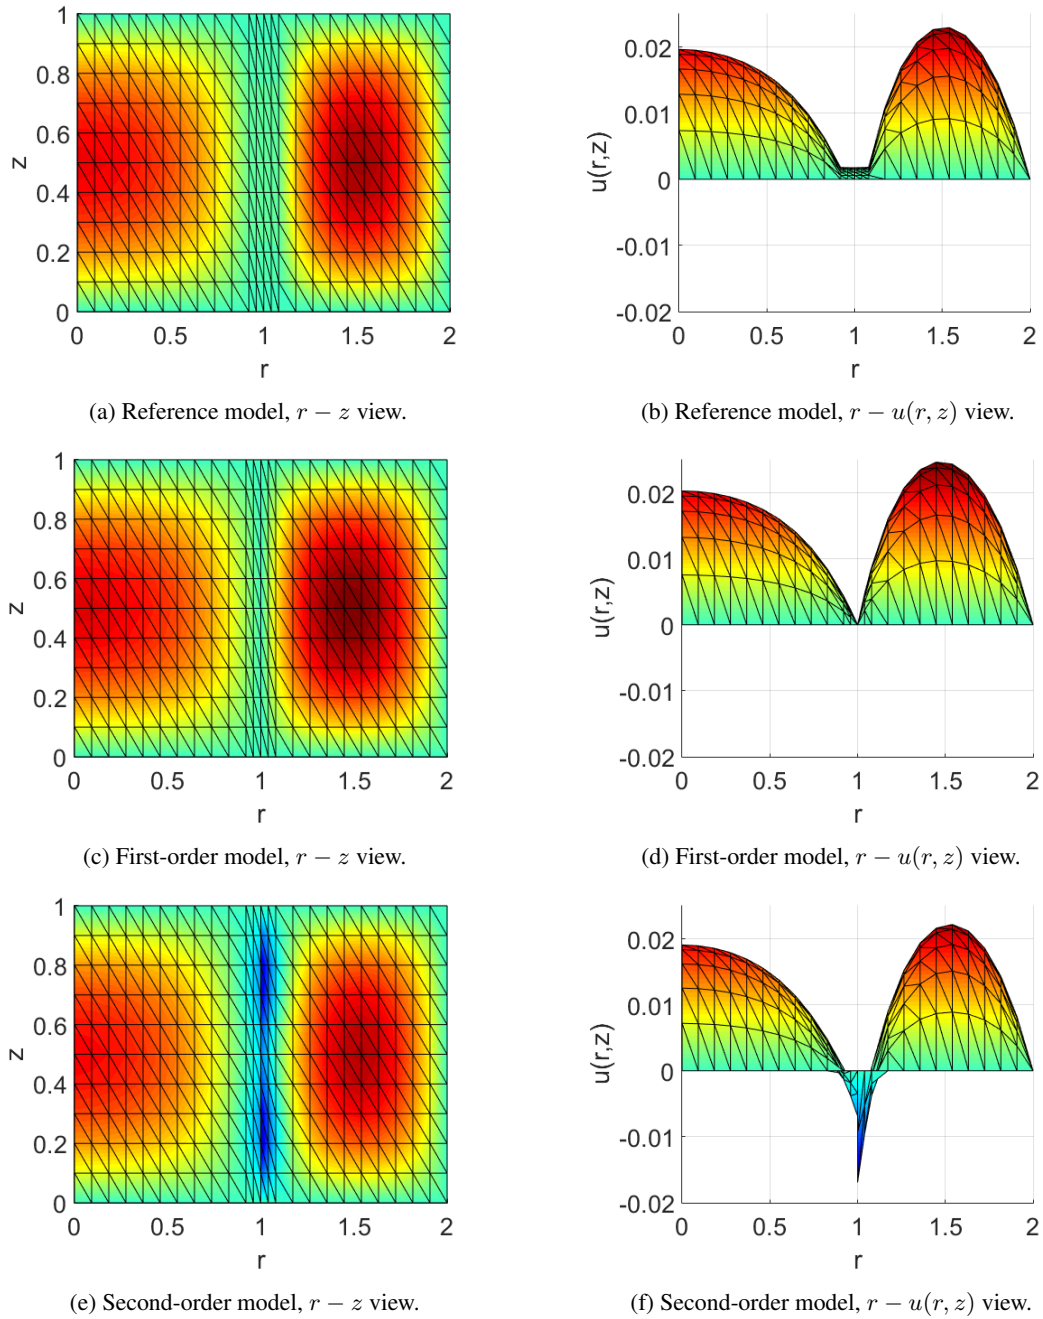 1
0.8
0.6
z
0.4
0.2
0
0 0.5 1 1.5 2
r
0.02
0.01
u(r,z)
0
-0.01
-0.02
0 0.5 1 1.5 2
r
(a) Reference model, r − z view.
(b) Reference model, r − u(r, z) view.
1
0.8
0.6
z
0.4
0.2
0
0 0.5 1 1.5 2
r
0.02
0.01
u(r,z)
0
-0.01
-0.02
0 0.5 1 1.5 2
r
(c) First-order model, r − z view.
(d) First-order model, r − u(r, z) view.
1
0.8
0.6
z
0.4
0.2
0
0 0.5 1 1.5 2
r
0.02
0.01
u(r,z)
0
-0.01
-0.02
0 0.5 1 1.5 2
r
(e) Second-order model, r − z view.
(f) Second-order model, r − u(r, z) view.